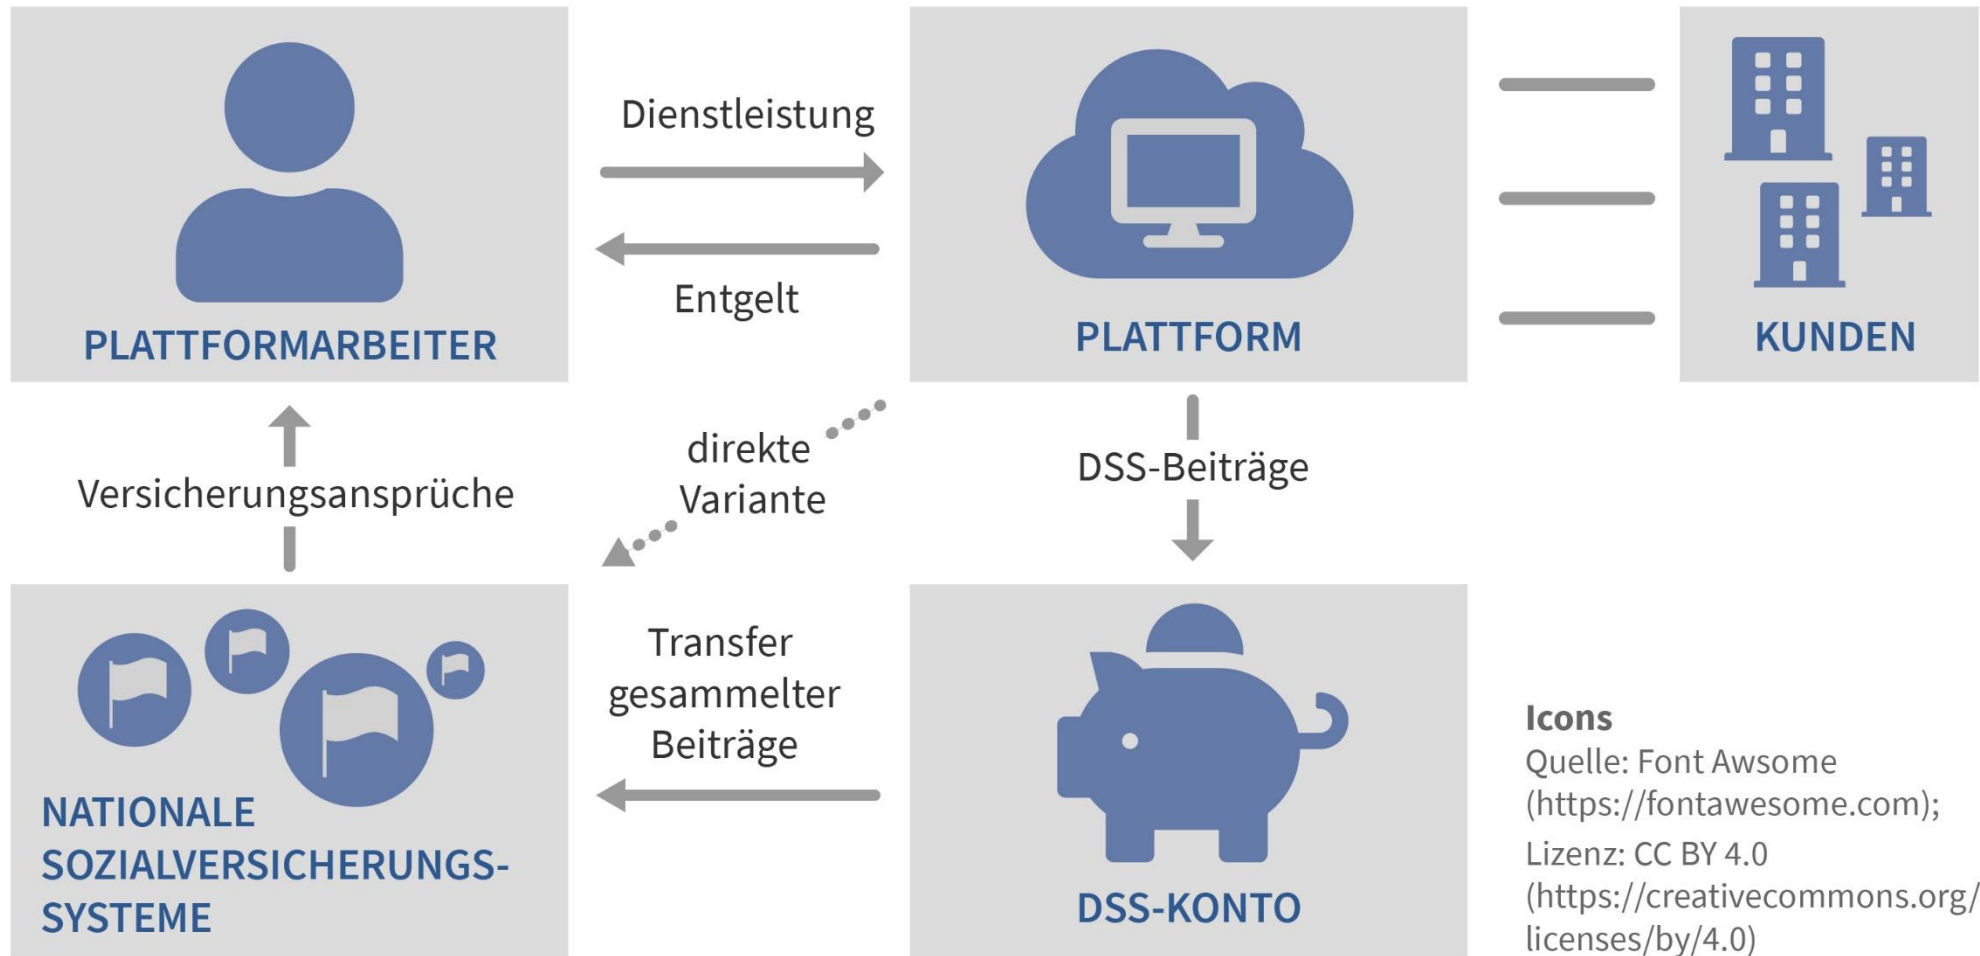 Dienstleistung
Entgelt
PLATTFORMARBEITER
PLATTFORM
KUNDEN
Versicherungsansprüche
direkte
Variante
DSS-Beiträge
Transfer
gesammelter
Beiträge
NATIONALE
SOZIALVERSICHERUNGS-
SYSTEME
DSS-KONTO
Icons
Quelle: Font Awsome
(https://fontawesome.com);
Lizenz: CC BY 4.0
(https://creativecommons.org/
licenses/by/4.0)